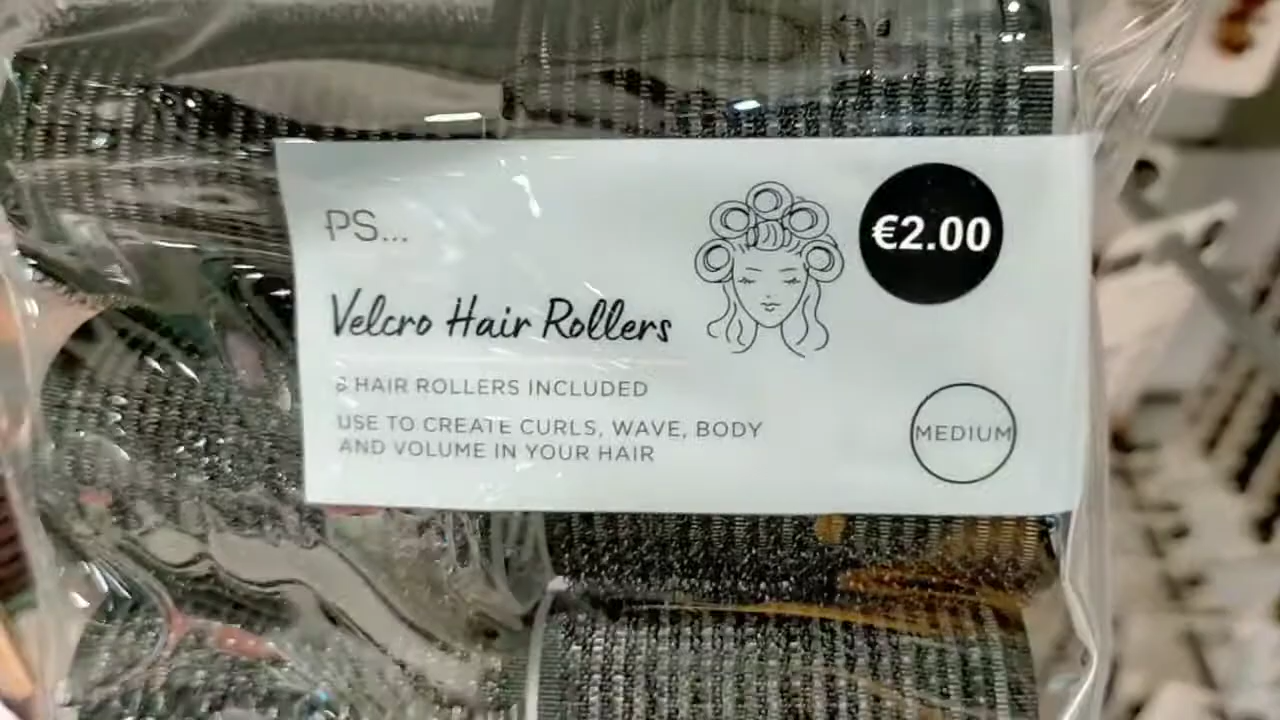 PS...
€2.00
Velcro Hair Rollers
HAIR ROLLERS INCLUDED
USE TO CREATE CURLS, WAVE, BODY
AND VOLUME IN YOUR HAIR
MEDIUM